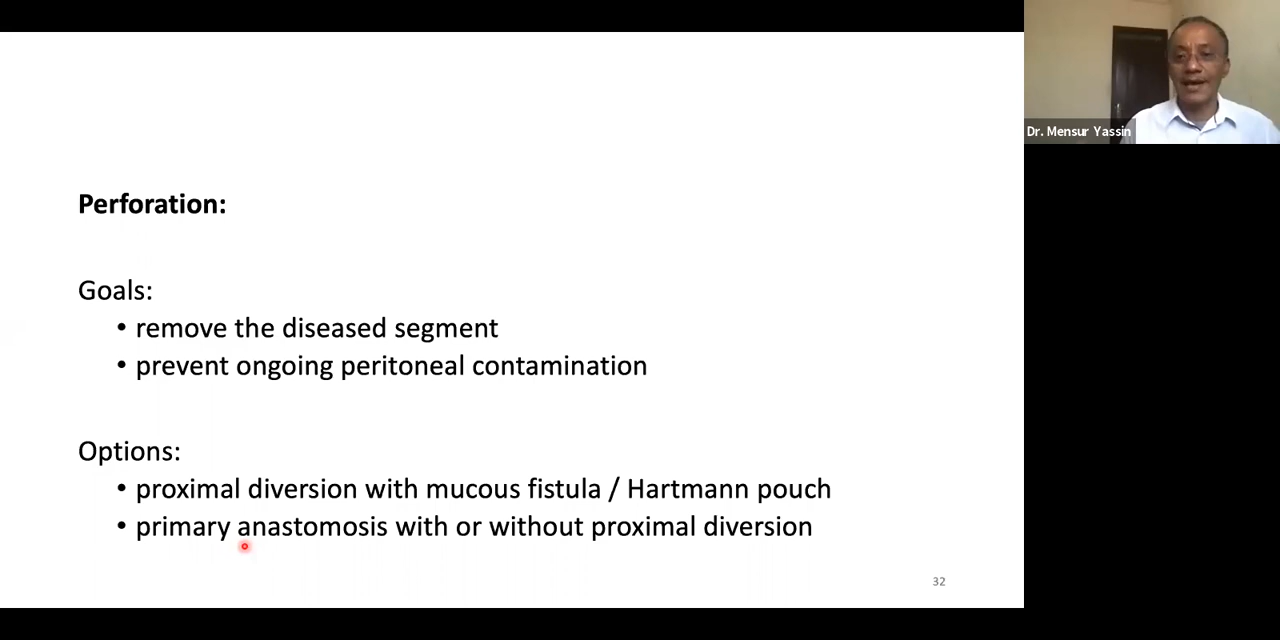 Perforation:
Goals:
• remove the diseased segment
• prevent ongoing peritoneal contamination
Options:
• proximal diversion with mucous fistula / Hartmann pouch
• primary anastomosis with or without proximal diversion
32
Dr. Mensur Yassin